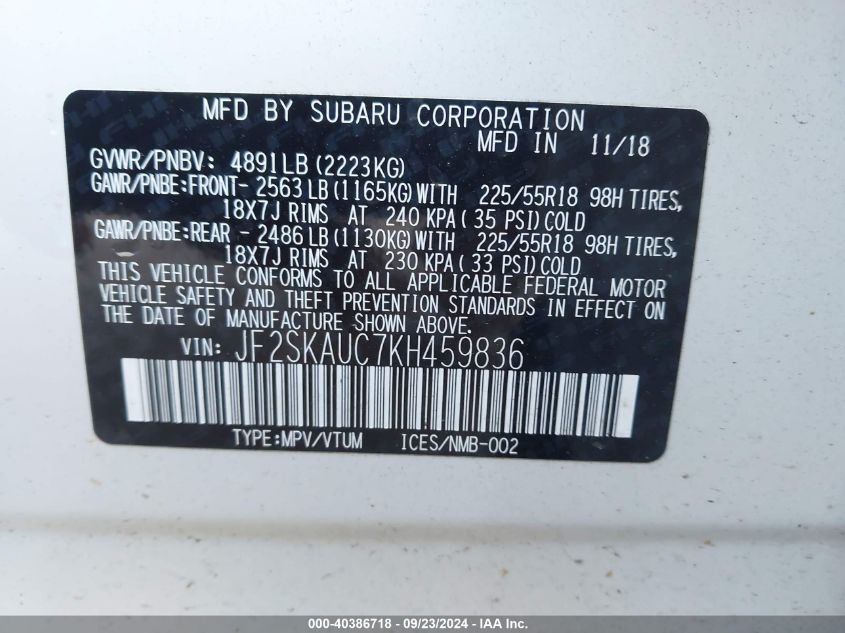 MFD BY SUBARU CORPORATION
MFD IN 11/18
GVWR/PNBV: 4891LB (2223KG)
GAWR/PNBE:FRONT- 2563LB (1165KG)WITH 225/55R18 98H TIRES,
18X7J RIMS AT 240 KPA( 35 PSI)COLD
GAWR/PNBE:REAR - 2486LB (1130KG)WITH 225/55R18 98H TIRES,
18X7J RIMS AT 230 KPA( 33 PSI)COLD
THIS VEHICLE CONFORMS TO ALL APPLICABLE FEDERAL MOTOR
VEHICLE SAFETY AND THEFT PREVENTION STANDARDS IN EFFECT ON
THE DATE OF MANUFACTURE SHOWN ABOVE.
VIN: JF2SKAUC7KH459836
TYPE:MPV/VTUM ICES/NMB-002
000-40386718 - 09/23/2024 - IAA Inc.